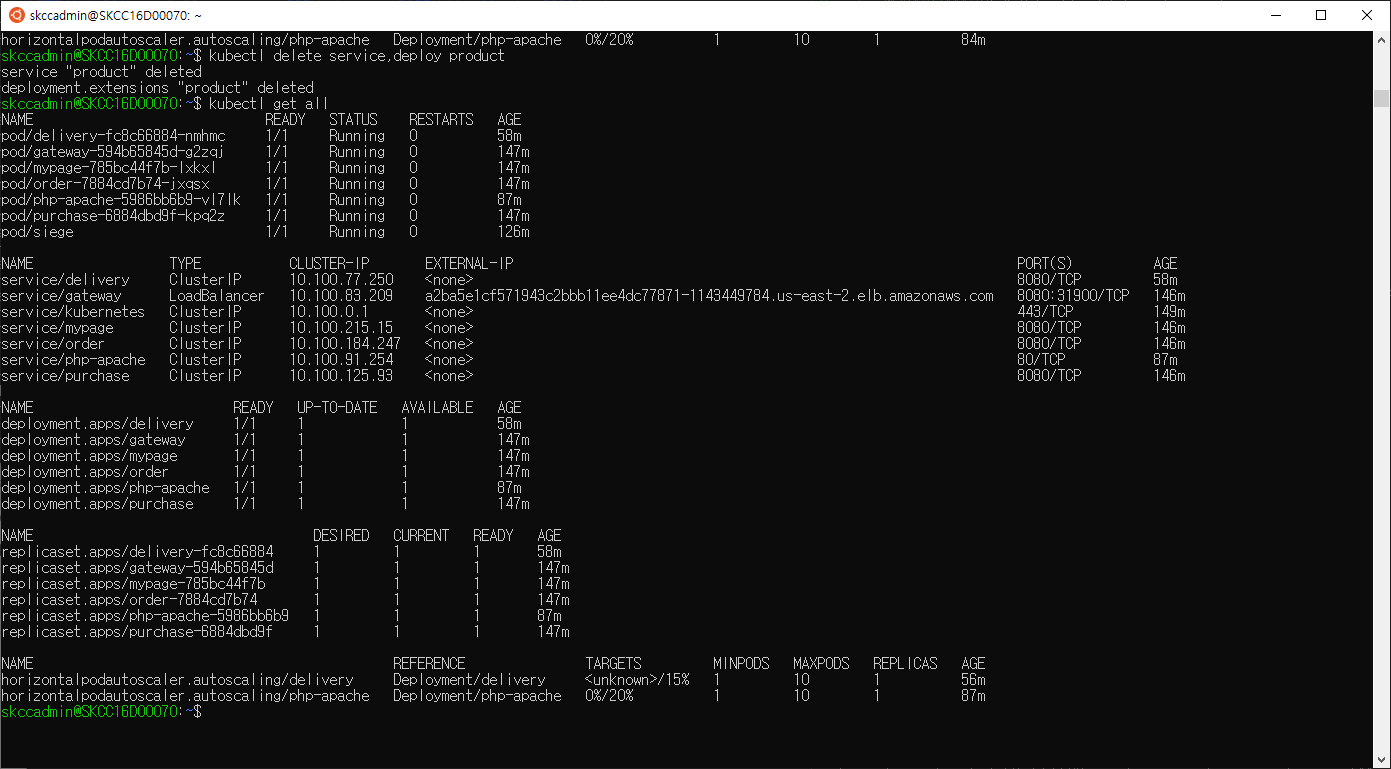 skccadmin@SKCC16D00070: ~
horizontalpodautoscaler.autoscaling/php-apache   Deployment/php-apache   0%/20%          1         10        1          84m
skccadmin@SKCC16D00070:~$ kubectl delete service,deploy product
service "product" deleted
deployment.extensions "product" deleted
skccadmin@SKCC16D00070:~$ kubectl get all
NAME                             READY   STATUS    RESTARTS   AGE
pod/delivery-fc8c66884-nmhmc     1/1     Running   0          58m
pod/gateway-594b65845d-g2zqj     1/1     Running   0          147m
pod/mypage-785bc44f7b-lxkxl      1/1     Running   0          147m
pod/order-7884cd7b74-jxqsx       1/1     Running   0          147m
pod/php-apache-5986bb6b9-vl7lk   1/1     Running   0          87m
pod/purchase-6884dbd9f-kpq2z     1/1     Running   0          147m
pod/siege                        1/1     Running   0          126m
NAME                 TYPE           CLUSTER-IP       EXTERNAL-IP                                                               PORT(S)          AGE
service/delivery     ClusterIP      10.100.77.250    <none>                                                                    8080/TCP         58m
service/gateway      LoadBalancer   10.100.83.209    a2ba5e1cf571943c2bbb11ee4dc77871-1143449784.us-east-2.elb.amazonaws.com   8080:31900/TCP   146m
service/kubernetes   ClusterIP      10.100.0.1       <none>                                                                    443/TCP          149m
service/mypage       ClusterIP      10.100.215.15    <none>                                                                    8080/TCP         146m
service/order        ClusterIP      10.100.184.247   <none>                                                                    8080/TCP         146m
service/php-apache   ClusterIP      10.100.91.254    <none>                                                                    80/TCP           87m
service/purchase     ClusterIP      10.100.125.93    <none>                                                                    8080/TCP         146m
NAME                         READY   UP-TO-DATE   AVAILABLE   AGE
deployment.apps/delivery     1/1     1            1           58m
deployment.apps/gateway      1/1     1            1           147m
deployment.apps/mypage       1/1     1            1           147m
deployment.apps/order        1/1     1            1           147m
deployment.apps/php-apache   1/1     1            1           87m
deployment.apps/purchase     1/1     1            1           147m
NAME                                   DESIRED   CURRENT   READY   AGE
replicaset.apps/delivery-fc8c66884     1         1         1       58m
replicaset.apps/gateway-594b65845d     1         1         1       147m
replicaset.apps/mypage-785bc44f7b      1         1         1       147m
replicaset.apps/order-7884cd7b74       1         1         1       147m
replicaset.apps/php-apache-5986bb6b9   1         1         1       87m
replicaset.apps/purchase-6884dbd9f     1         1         1       147m
NAME                                             REFERENCE               TARGETS         MINPODS   MAXPODS   REPLICAS   AGE
horizontalpodautoscaler.autoscaling/delivery     Deployment/delivery     <unknown>/15%   1         10        1          56m
horizontalpodautoscaler.autoscaling/php-apache   Deployment/php-apache   0%/20%          1         10        1          87m
skccadmin@SKCC16D00070:~$